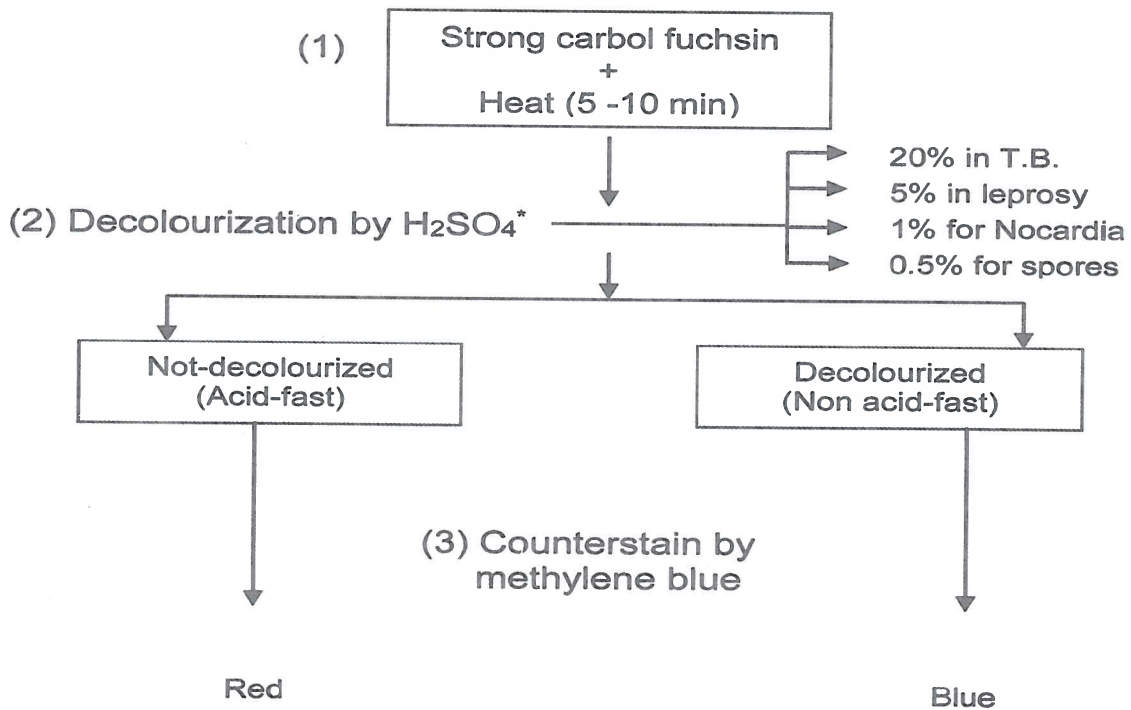 (1)
Strong carbol fuchsin
+
Heat (5 -10 min)
(2) Decolourization by H₂SO₄*
20% in T.B.
5% in leprosy
1% for Nocardia
0.5% for spores
Not-decolourized
(Acid-fast)
Decolourized
(Non acid-fast)
(3) Counterstain by
methylene blue
Red
Blue